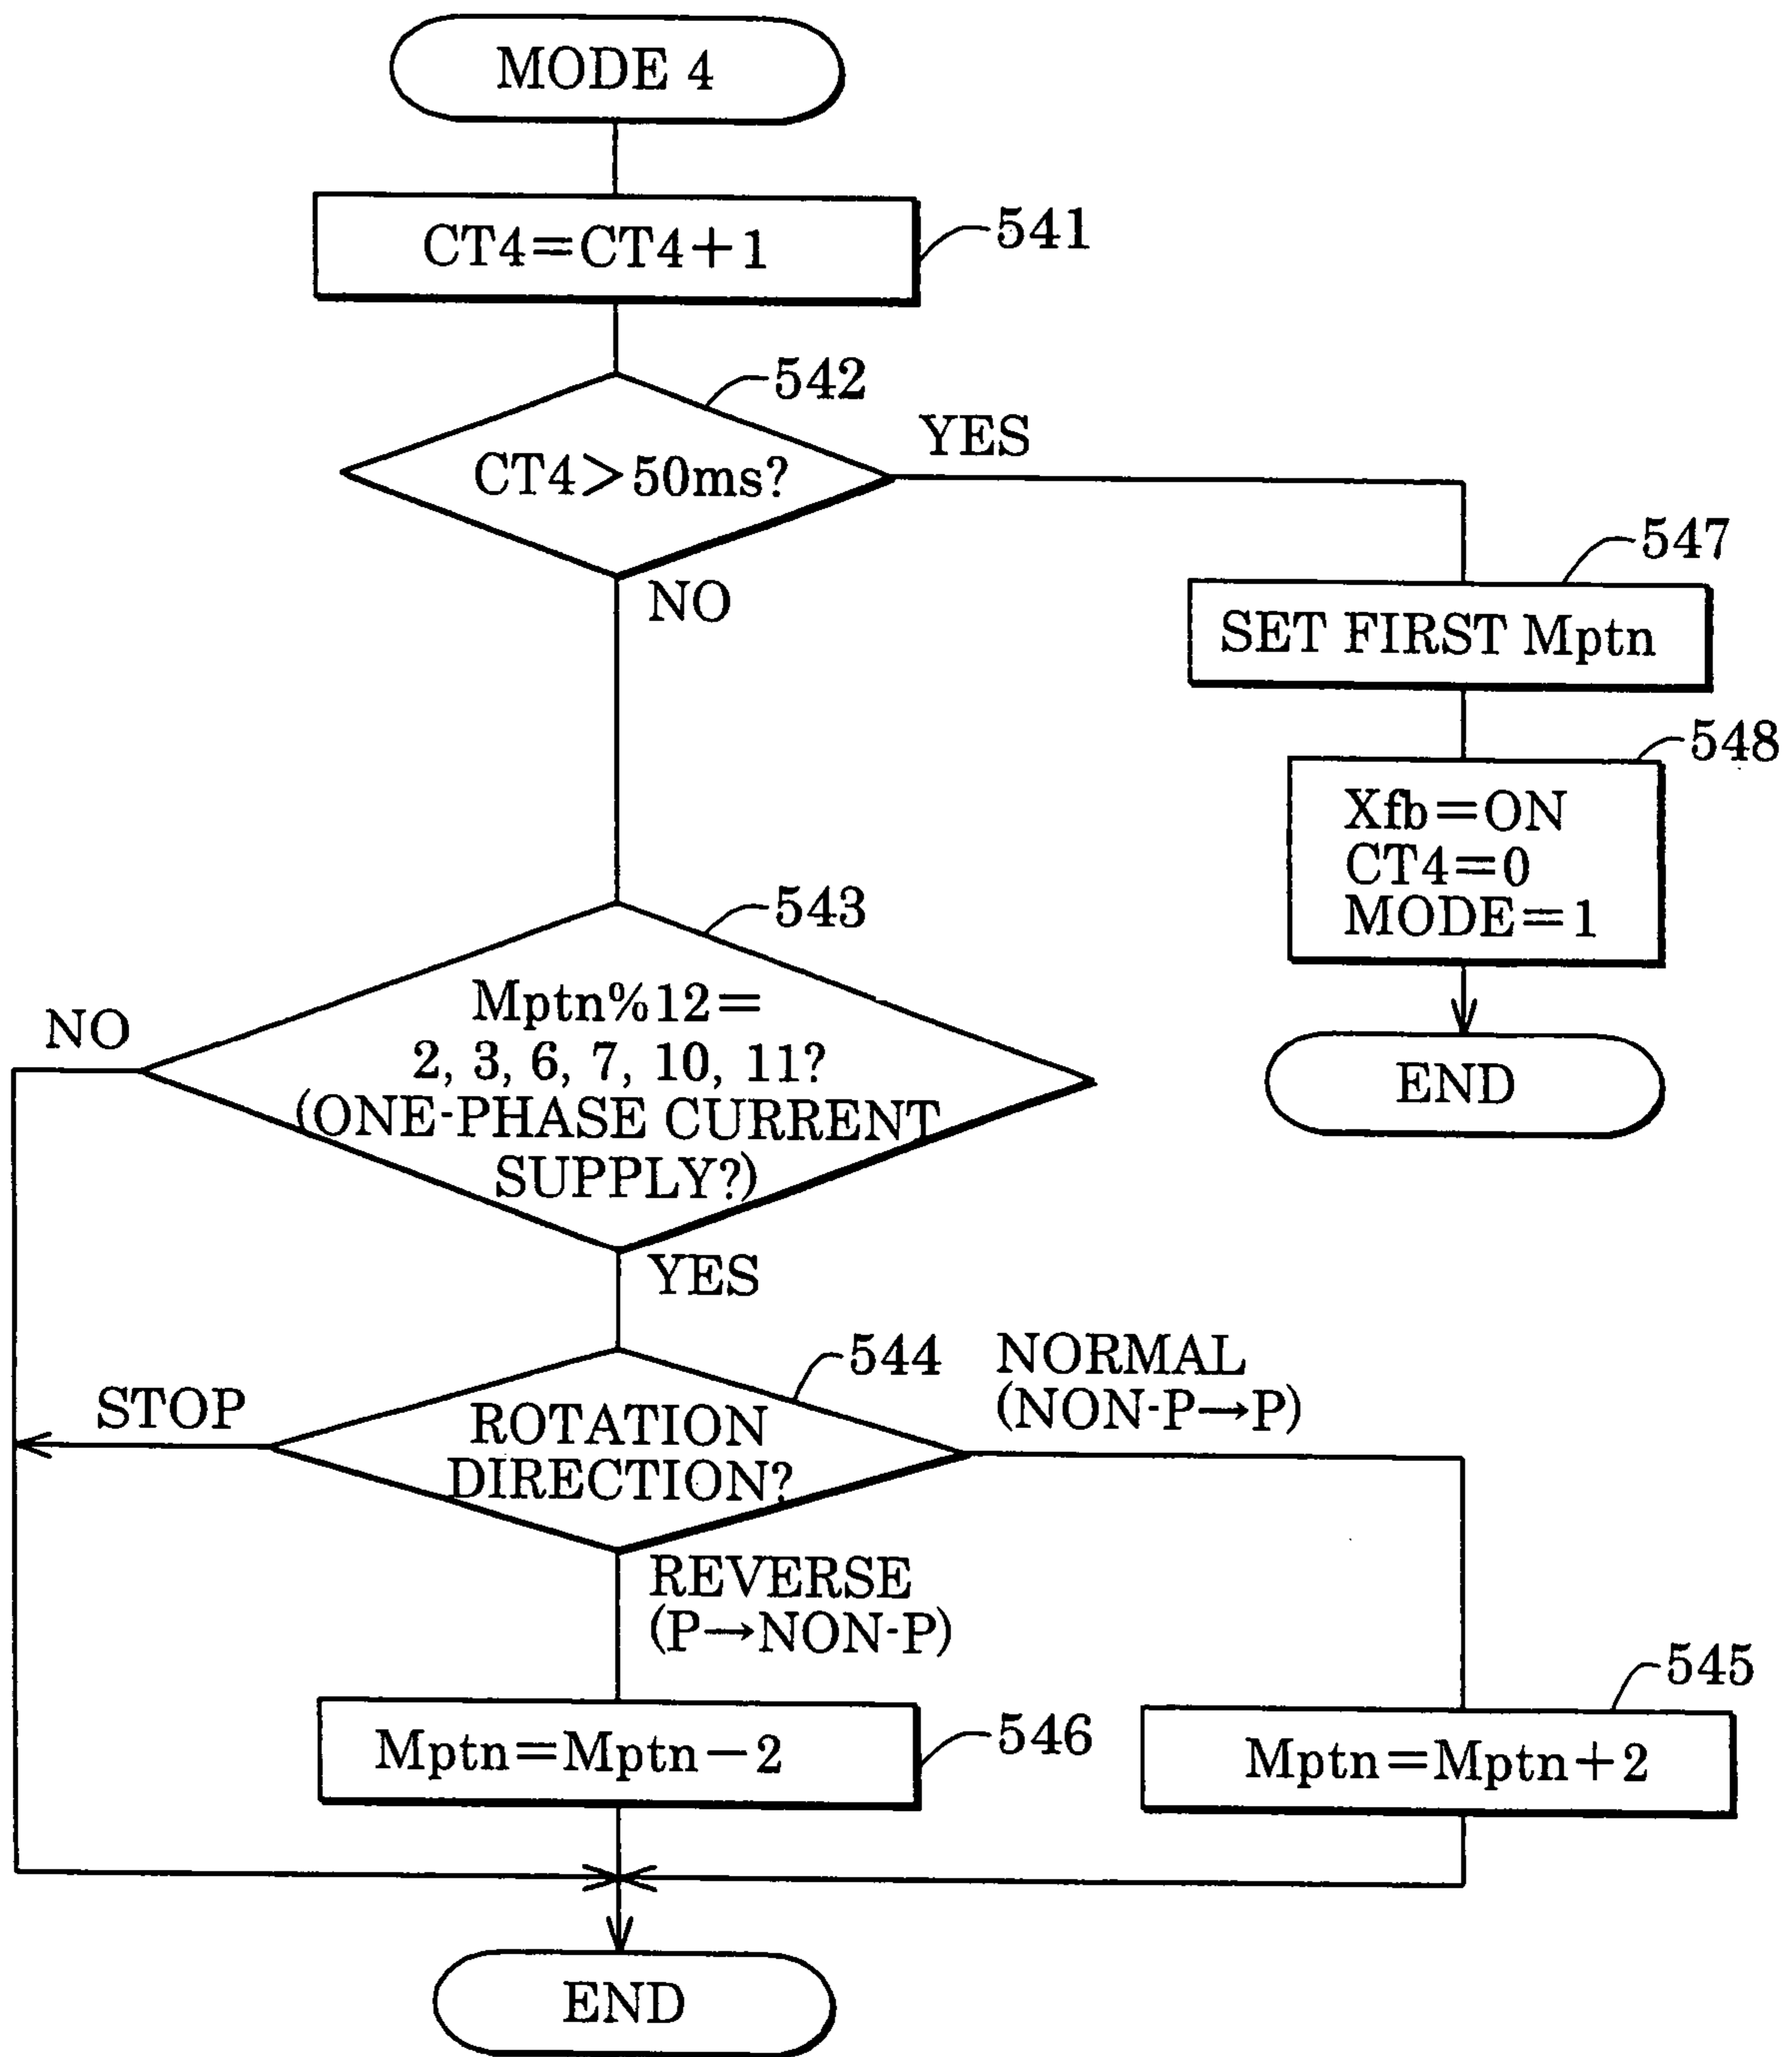 MODE 4
CT4=CT4+1
541
542
CT4>50ms?
YES
NO
547
SET FIRST Mptn
548
Xfb=ON
CT4=0
MODE=1
END
543
Mptn%12=
2, 3, 6, 7, 10, 11?
(ONE-PHASE CURRENT
SUPPLY?)
NO
YES
544
ROTATION
DIRECTION?
STOP
NORMAL
(NON-P→P)
REVERSE
(P→NON-P)
545
Mptn=Mptn+2
Mptn=Mptn−2
546
END